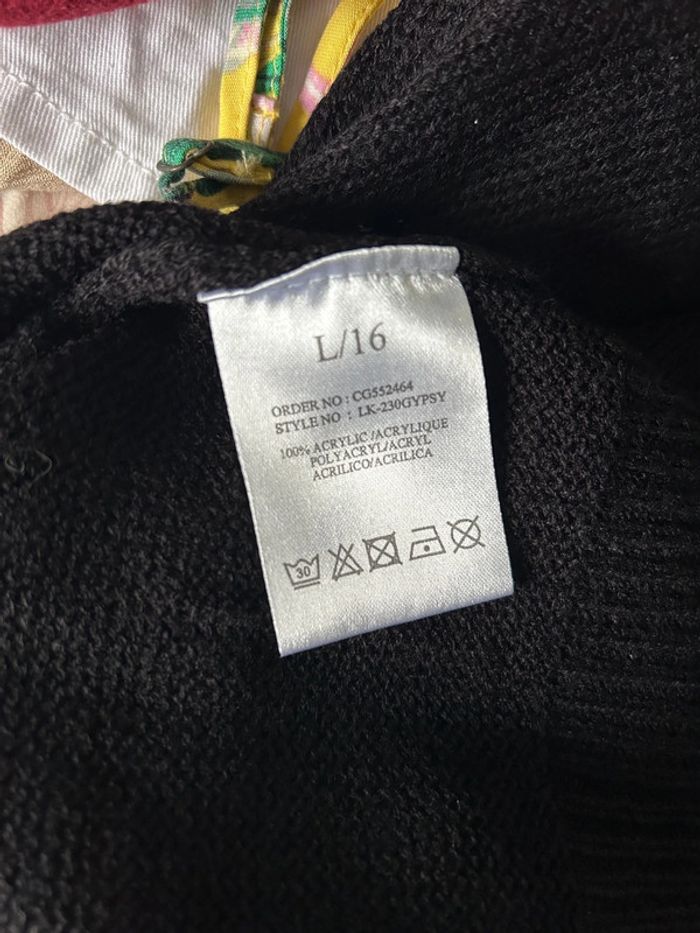 L/16
ORDER NO : CG552464
STYLE NO : LK-230GYPSY
100% ACRYLIC /ACRYLIQUE
POLYACRYL/ACRYL
ACRILICO/ACRILICA
30